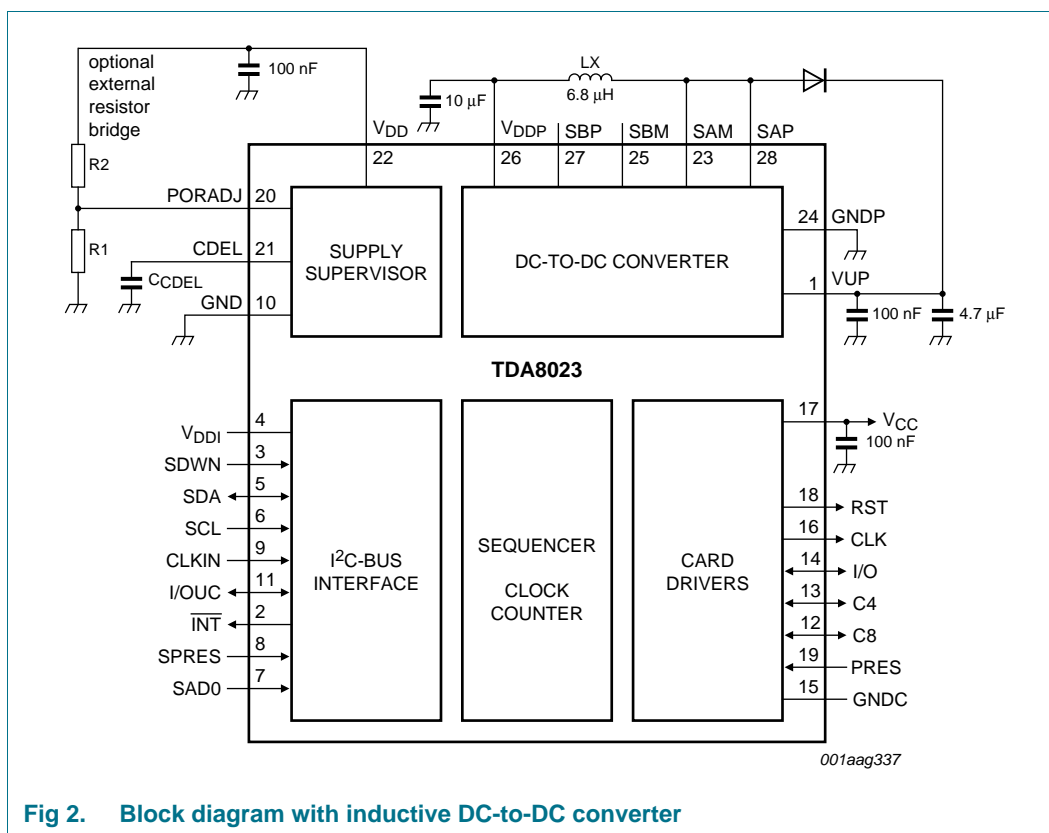 optional
external
resistor
bridge
100 nF
10 μF
LX
6.8 μH
VDD
22
VDDP
26
SBP
27
SBM
25
SAM
23
SAP
28
R2
R1
PORADJ 20
CDEL 21
CCDEL
GND 10
SUPPLY
SUPERVISOR
DC-TO-DC CONVERTER
24 GNDP
1 VUP
100 nF
4.7 μF
TDA8023
VDDI 4
SDWN 3
SDA 5
SCL 6
CLKIN 9
I/OUC 11
INT 2
SPRES 8
SAD0 7
I2C-BUS
INTERFACE
SEQUENCER
CLOCK
COUNTER
CARD
DRIVERS
17 VCC
100 nF
18 RST
16 CLK
14 I/O
13 C4
12 C8
19 PRES
15 GNDC
001aag337
Fig 2. Block diagram with inductive DC-to-DC converter